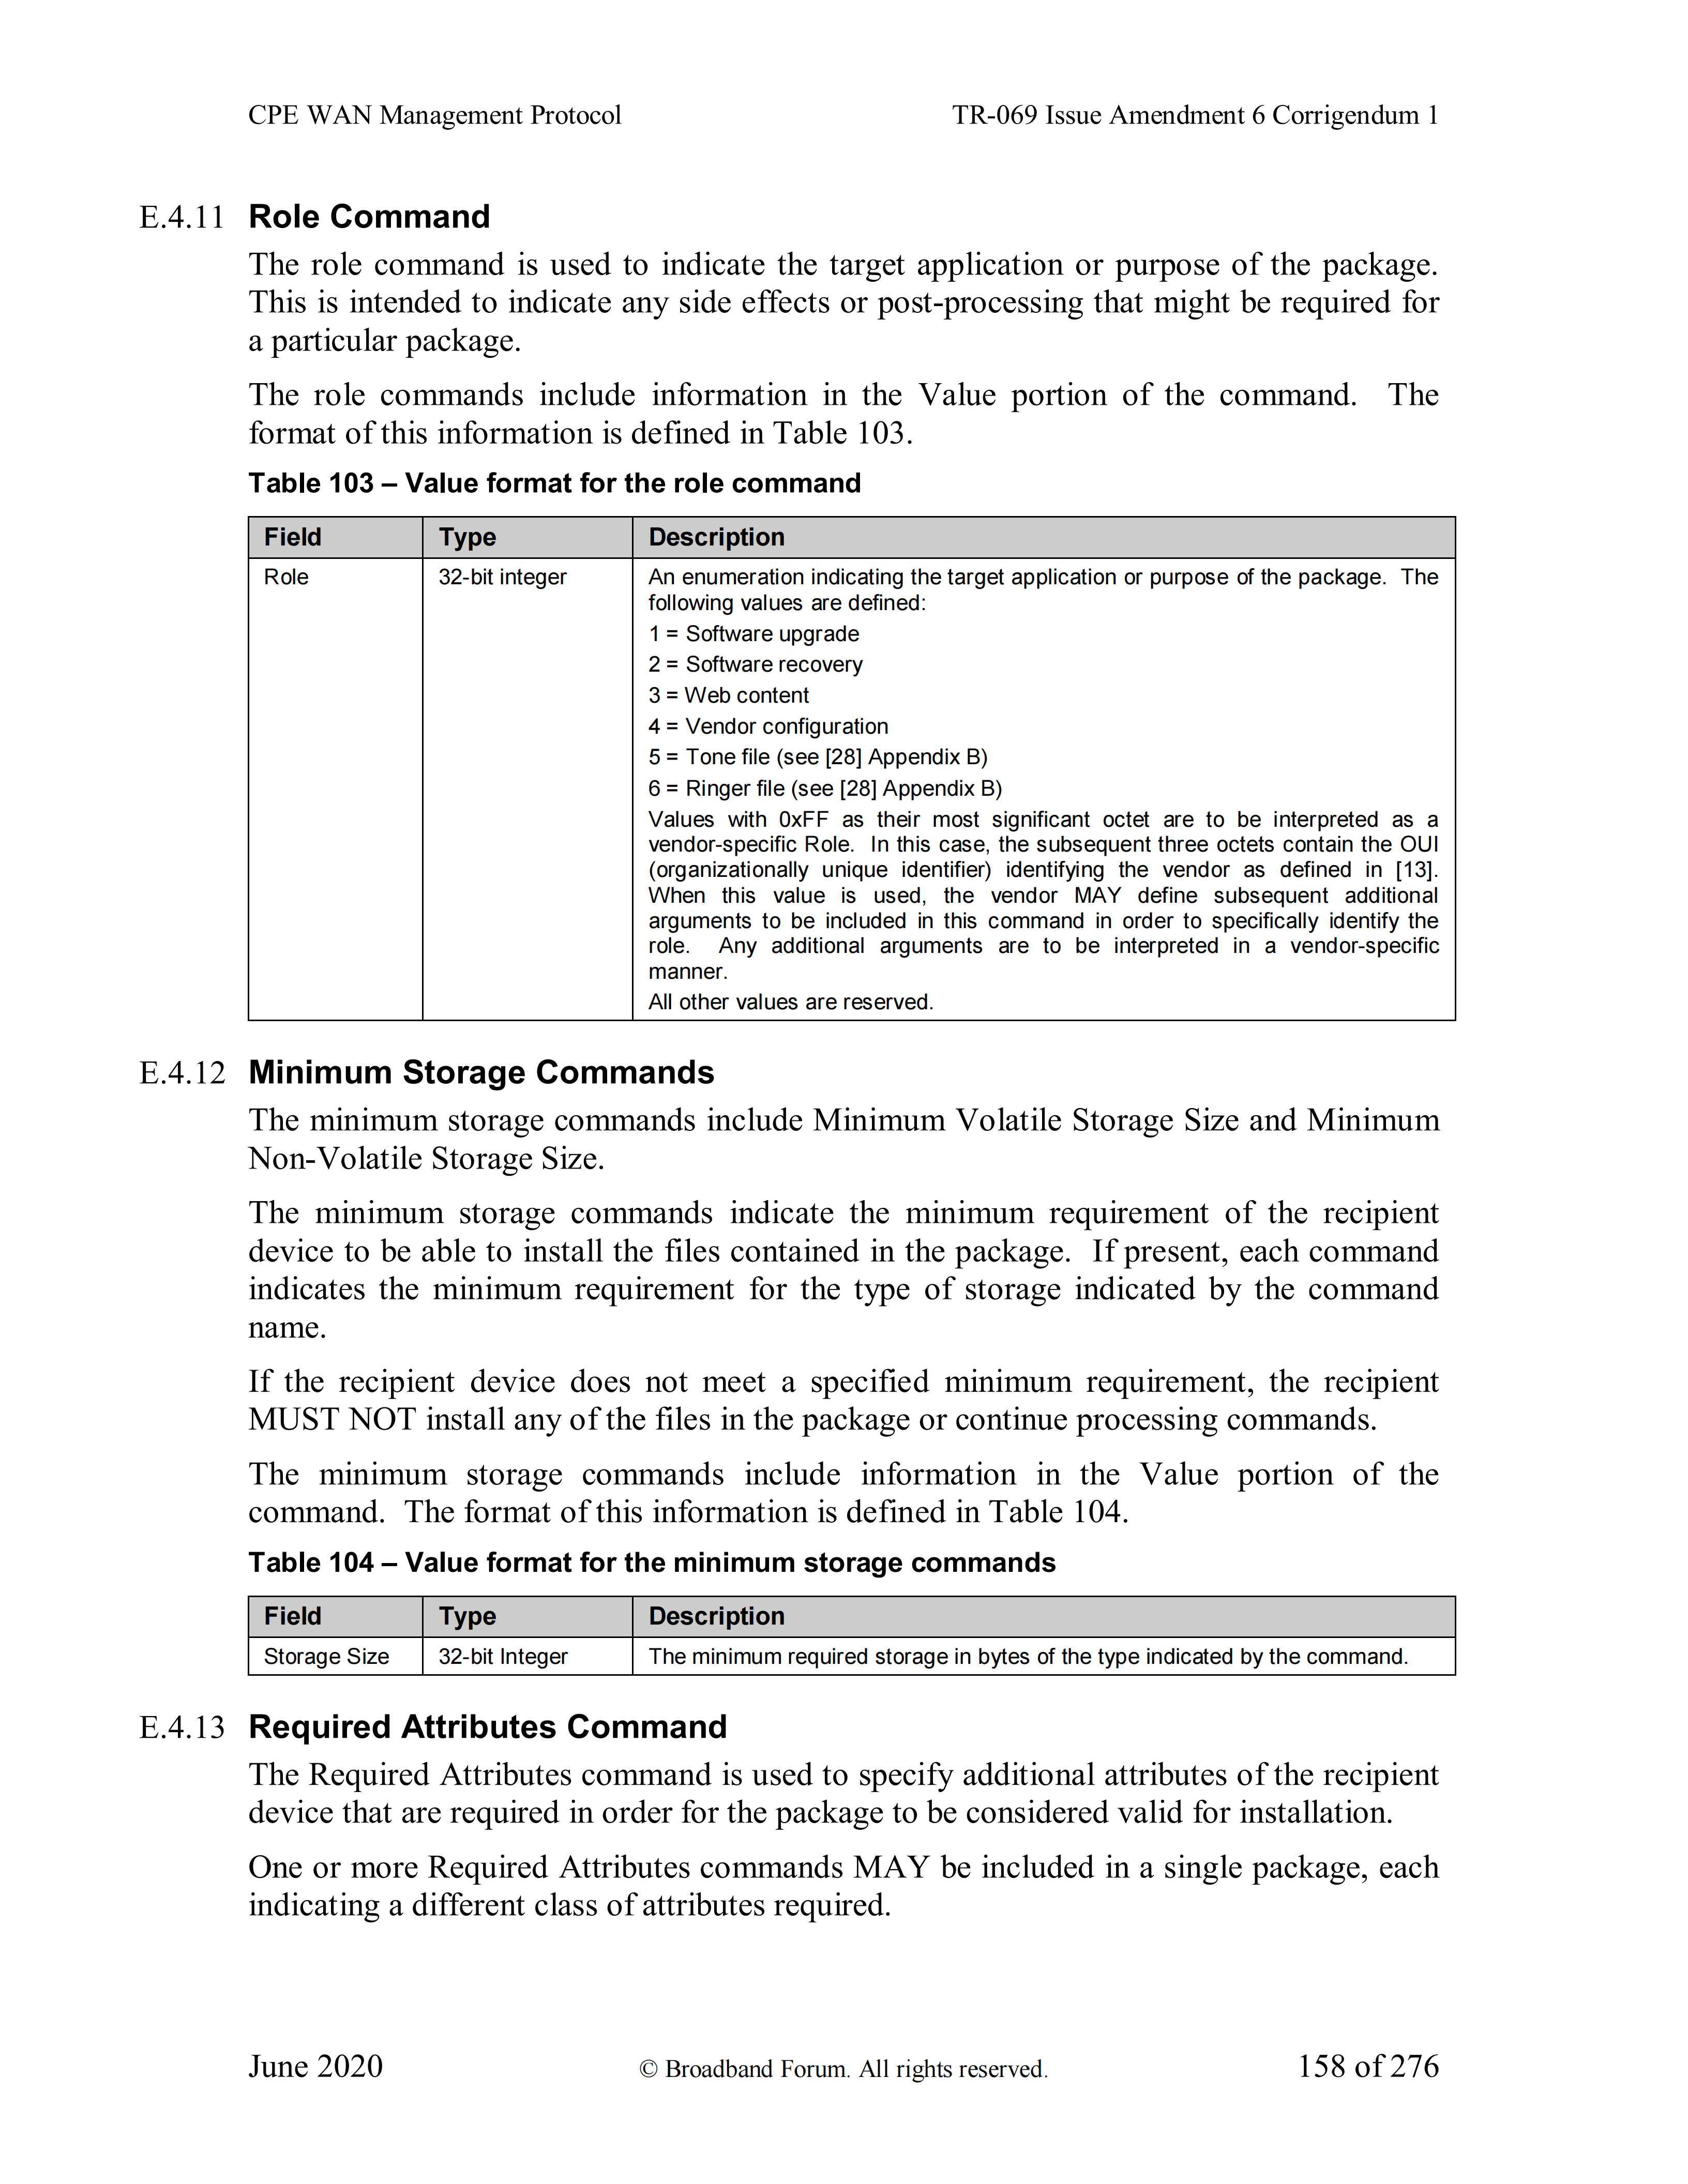 CPE WAN Management Protocol TR-069 Issue Amendment 6 Corrigendum 1
E.4.11 Role Command
The role command is used to indicate the target application or purpose of the package.
This is intended to indicate any side effects or post-processing that might be required for
a particular package.
The role commands include information in the Value portion of the command. The
format of this information is defined in Table 103.
Table 103 – Value format for the role command
Field Type Description
Role 32-bit integer An enumeration indicating the target application or purpose of the package. The
following values are defined:
1 = Software upgrade
2 = Software recovery
3 = Web content
4 = Vendor configuration
5 = Tone file (see [28] Appendix B)
6 = Ringer file (see [28] Appendix B)
Values with 0xFF as their most significant octet are to be interpreted as a
vendor-specific Role. In this case, the subsequent three octets contain the OUI
(organizationally unique identifier) identifying the vendor as defined in [13].
When this value is used, the vendor MAY define subsequent additional
arguments to be included in this command in order to specifically identify the
role. Any additional arguments are to be interpreted in a vendor-specific
manner.
All other values are reserved.
E.4.12 Minimum Storage Commands
The minimum storage commands include Minimum Volatile Storage Size and Minimum
Non-Volatile Storage Size.
The minimum storage commands indicate the minimum requirement of the recipient
device to be able to install the files contained in the package. If present, each command
indicates the minimum requirement for the type of storage indicated by the command
name.
If the recipient device does not meet a specified minimum requirement, the recipient
MUST NOT install any of the files in the package or continue processing commands.
The minimum storage commands include information in the Value portion of the
command. The format of this information is defined in Table 104.
Table 104 – Value format for the minimum storage commands
Field Type Description
Storage Size 32-bit Integer The minimum required storage in bytes of the type indicated by the command.
E.4.13 Required Attributes Command
The Required Attributes command is used to specify additional attributes of the recipient
device that are required in order for the package to be considered valid for installation.
One or more Required Attributes commands MAY be included in a single package, each
indicating a different class of attributes required.
June 2020 © Broadband Forum. All rights reserved. 158 of 276